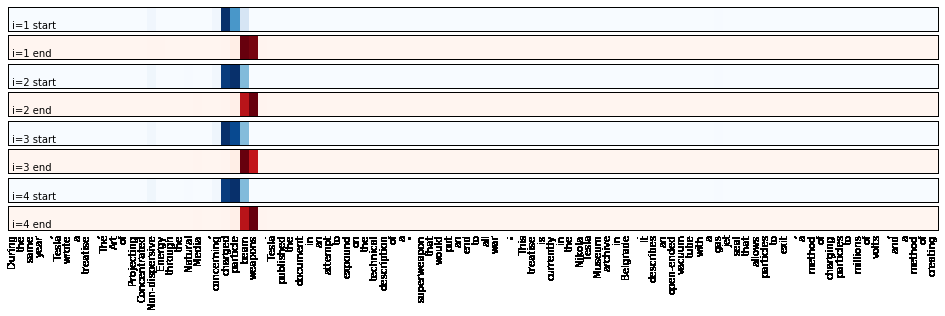 i=1 start
i=1 end
i=2 start
i=2 end
i=3 start
i=3 end
i=4 start
i=4 end
During
the
same
year
,
Tesla
wrote
a
treatise
,
The
Art
of
Projecting
Concentrated
Non-dispersive
Energy
through
the
Natural
Media
,
concerning
charged
particle
beam
weapons
.
Tesla
published
the
document
in
an
attempt
to
expound
on
the
technical
description
of
a
"
superweapon
that
would
put
an
end
to
all
war
.
"
This
treatise
is
currently
in
the
Nikola
Tesla
Museum
archive
in
Belgrade
.
It
describes
an
open-ended
vacuum
tube
with
a
gas
jet
seal
that
allows
particles
to
exit
,
a
method
of
charging
particles
to
millions
of
volts
,
and
a
method
of
creating